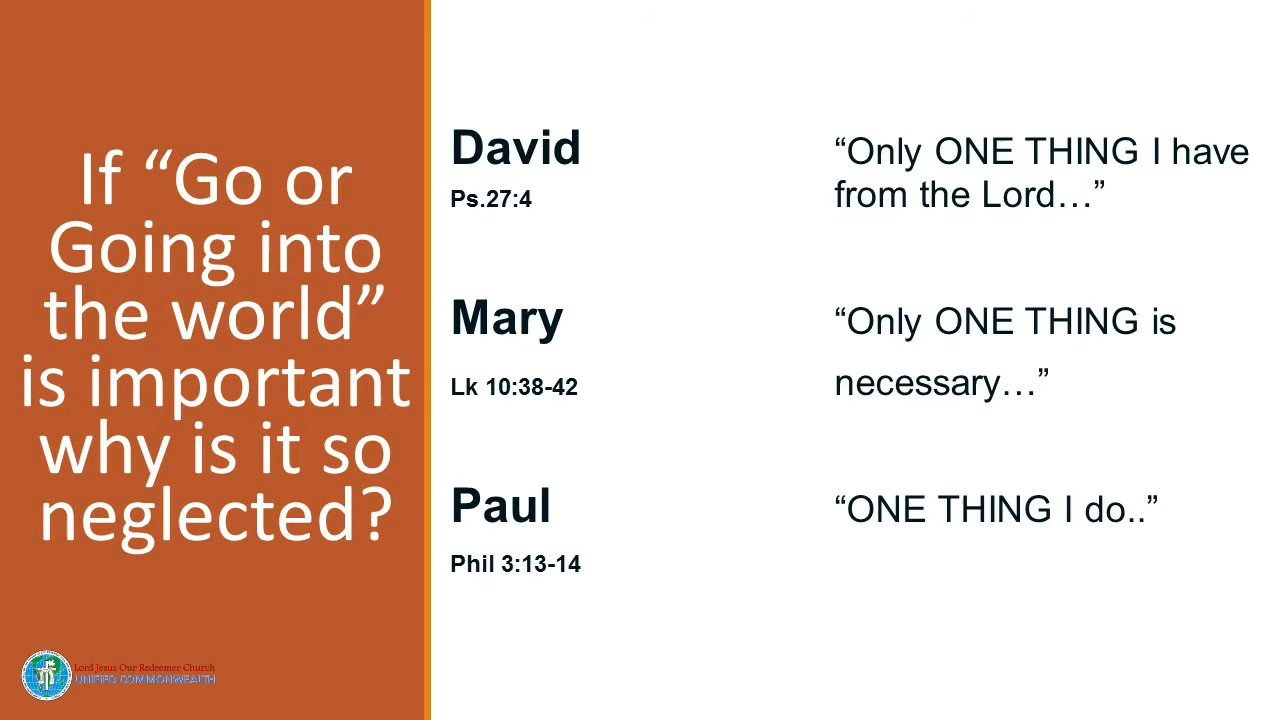 If “Go or
Going into
the world”
is important
why is it so
neglected?
David
Ps.27:4
“Only ONE THING I have
from the Lord…”
Mary
Lk 10:38-42
“Only ONE THING is
necessary…”
Paul
Phil 3:13-14
“ONE THING I do..”
Lord Jesus Our Redeemer Church
UNIFIED COMMONWEALTH